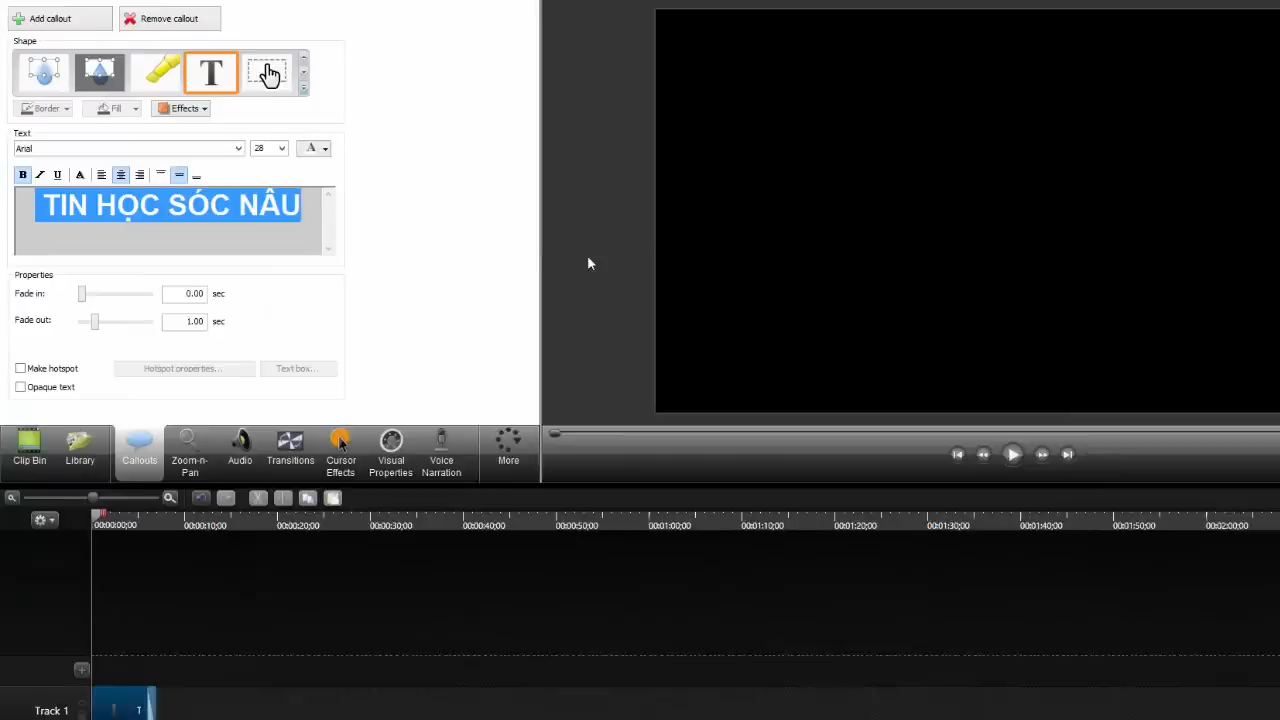 Add callout
Remove callout
Shape
T
Border
Fill
Effects
Text
Arial
28
A
B I U A
TIN HỌC SÓC NÂU
Properties
Fade in:
0.00
sec
Fade out:
1.00
sec
Make hotspot
Hotspot properties...
Text box...
Opaque text
Clip Bin
Library
Callouts
Zoom-n-
Pan
Audio
Transitions
Cursor
Effects
Visual
Properties
Voice
Narration
More
00:00:00;00
00:00:10;00
00:00:20;00
00:00:30;00
00:00:40;00
00:00:50;00
00:01:00;00
00:01:10;00
00:01:20;00
00:01:30;00
00:01:40;00
00:01:50;00
00:02:00;00
Track 1
T